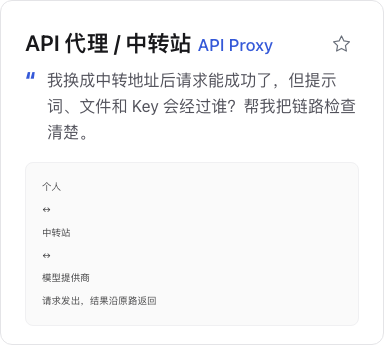 API 代理 / 中转站 API Proxy
“ 我换成中转地址后请求能成功了，但提示
词、文件和 Key 会经过谁？帮我把链路检查
清楚。
个人
↔
中转站
↔
模型提供商
请求发出，结果沿原路返回